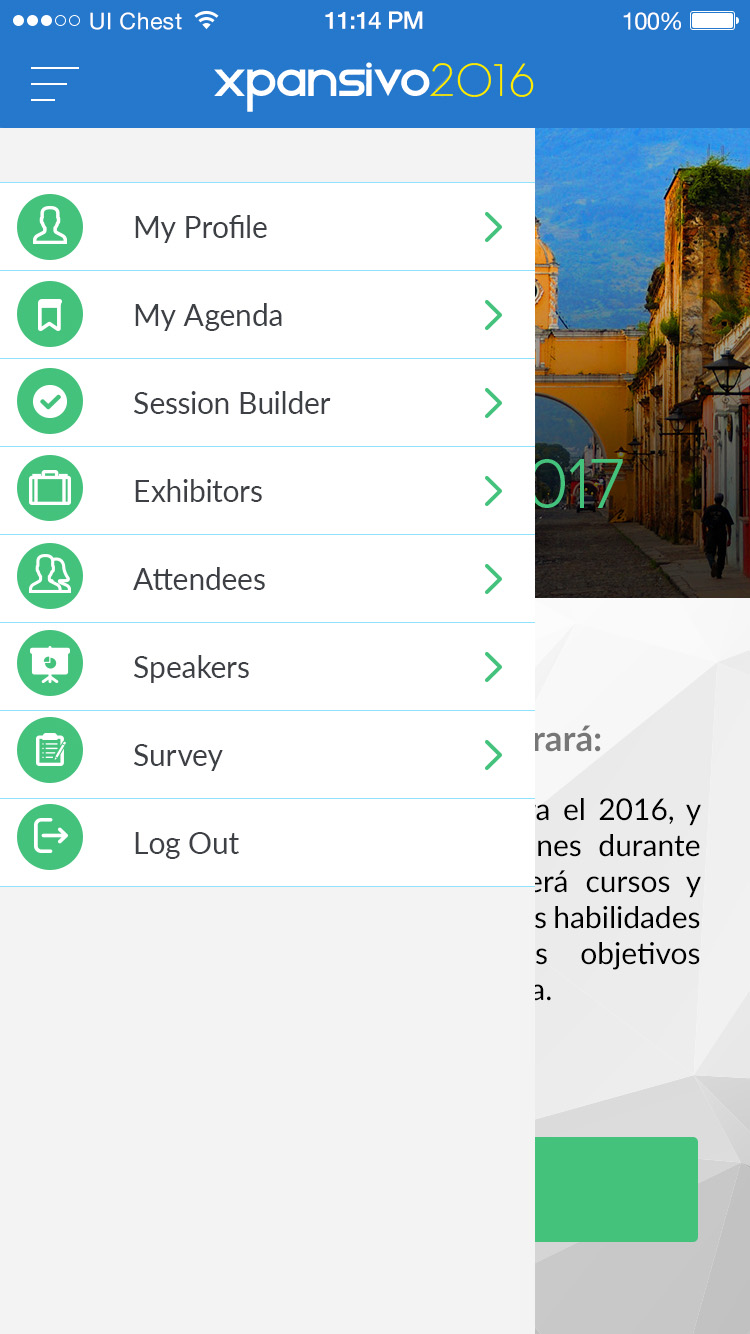 UI Chest 11:14 PM 100%
xpansivo2016
My Profile
My Agenda
Session Builder
Exhibitors
Attendees
Speakers
Survey
Log Out
017
rará:
el 2016, y
nes durante
erá cursos y
s habilidades
s objetivos
a.